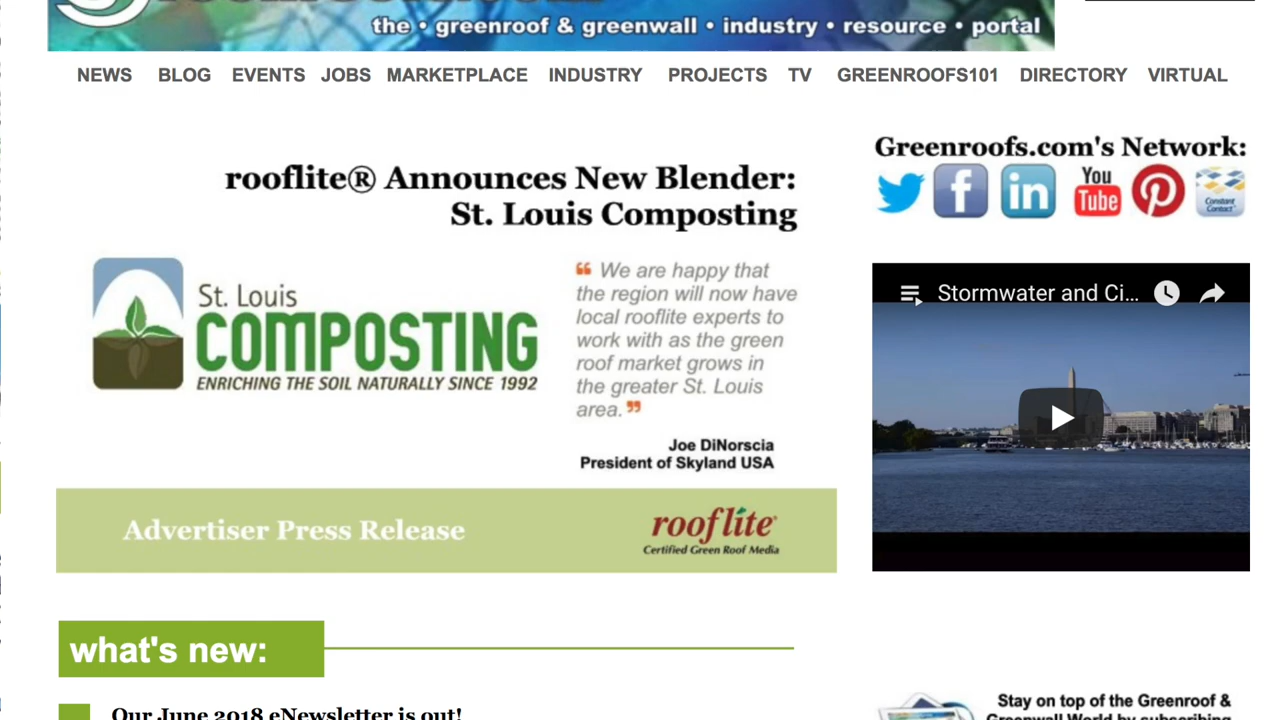 the • greenroof & greenwall • industry • resource • portal
NEWS BLOG EVENTS JOBS MARKETPLACE INDUSTRY PROJECTS TV GREENROOFS101 DIRECTORY VIRTUAL
rooflite® Announces New Blender:
St. Louis Composting
St. Louis
COMPOSTING
ENRICHING THE SOIL NATURALLY SINCE 1992
❝ We are happy that
the region will now have
local rooflite experts to
work with as the green
roof market grows in
the greater St. Louis
area. ❞
Joe DiNorscia
President of Skyland USA
Advertiser Press Release
rooflite®
Certified Green Roof Media
Greenroofs.com's Network:
f
in
You
Tube
Constant
Contact
Stormwater and Ci...
what's new:
Our June 2018 eNewsletter is out!
Stay on top of the Greenroof &
Greenwall World by subscribing